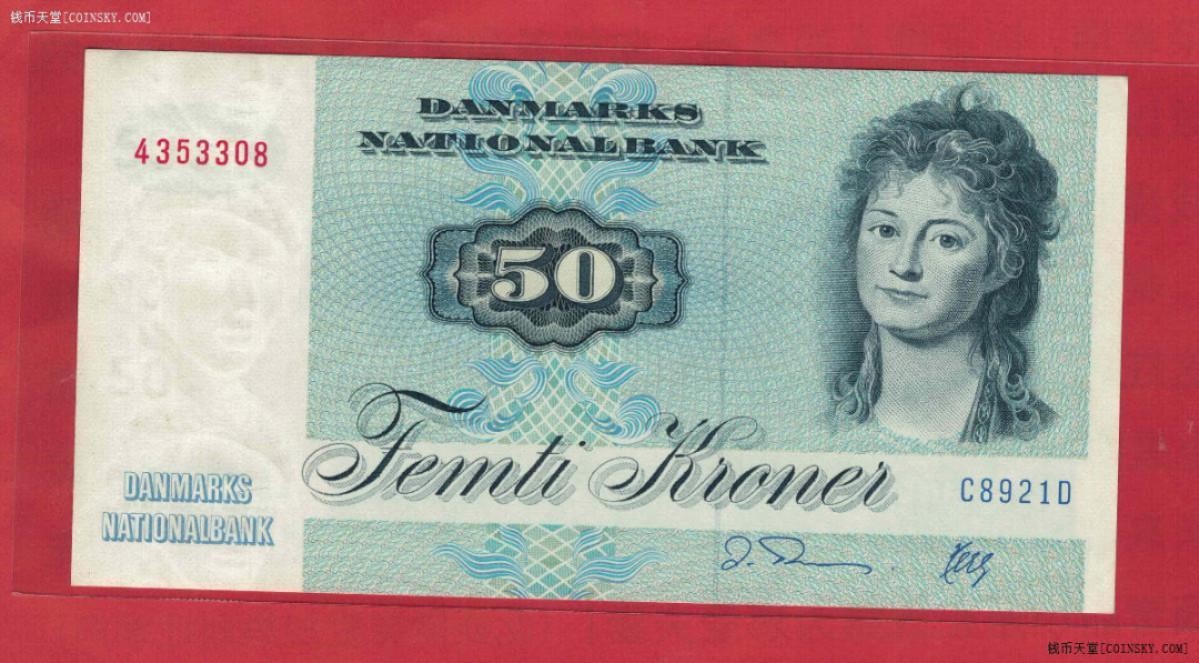 钱币天堂[COINSKY.COM]
DANMARKS
NATIONALBANK
4353308
50
Femti Kroner
C8921D
DANMARKS
NATIONALBANK
钱币天堂[COINSKY.COM]